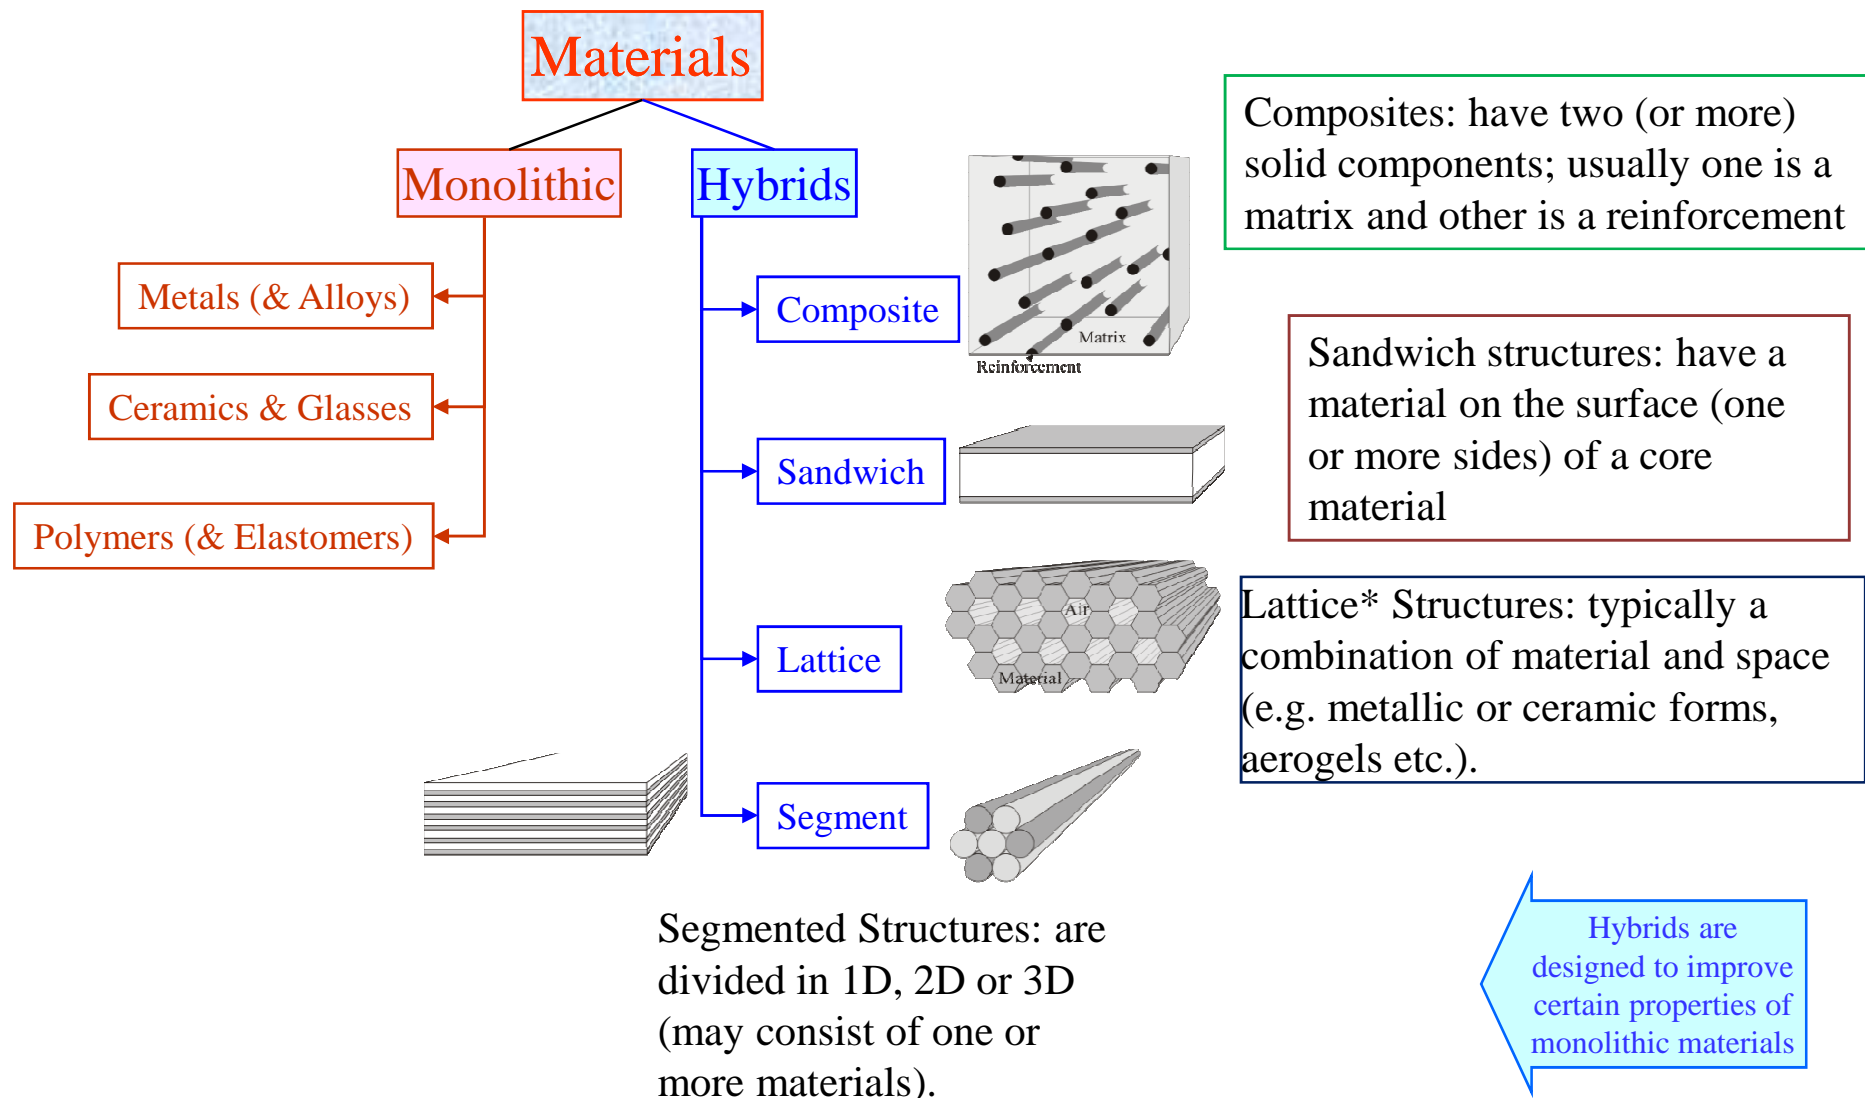 Materials
Monolithic
Hybrids
Metals (& Alloys)
Ceramics & Glasses
Polymers (& Elastomers)
Composite
Matrix
Reinforcement
Sandwich
Lattice
Air
Material
Segment
Composites: have two (or more)
solid components; usually one is a
matrix and other is a reinforcement
Sandwich structures: have a
material on the surface (one
or more sides) of a core
material
Lattice* Structures: typically a
combination of material and space
(e.g. metallic or ceramic forms,
aerogels etc.).
Segmented Structures: are
divided in 1D, 2D or 3D
(may consist of one or
more materials).
Hybrids are
designed to improve
certain properties of
monolithic materials